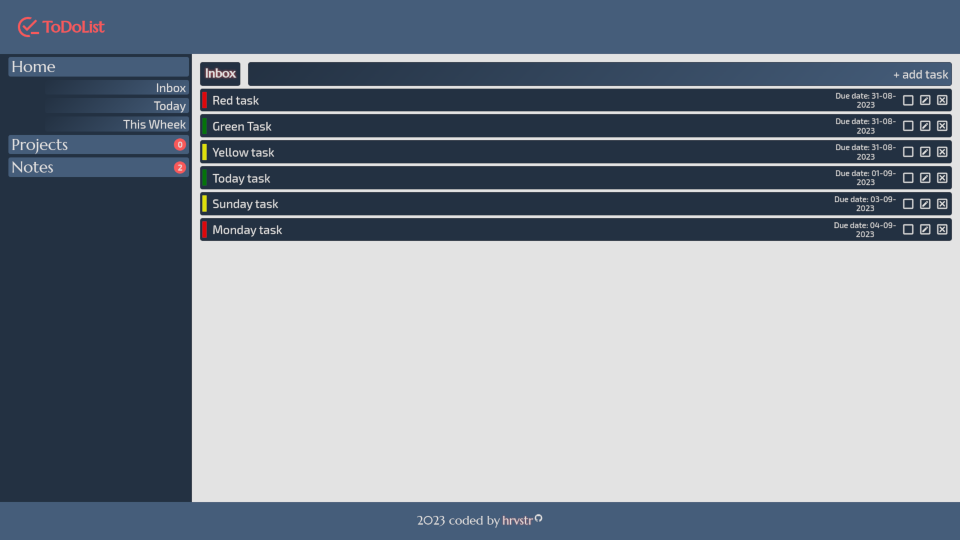 ToDoList
Home
Inbox
Today
This Wheek
Projects 0
Notes 2
Inbox
+ add task
Red task
Due date: 31-08-
2023
Green Task
Due date: 31-08-
2023
Yellow task
Due date: 31-08-
2023
Today task
Due date: 01-09-
2023
Sunday task
Due date: 03-09-
2023
Monday task
Due date: 04-09-
2023
2023 coded by hrvstr